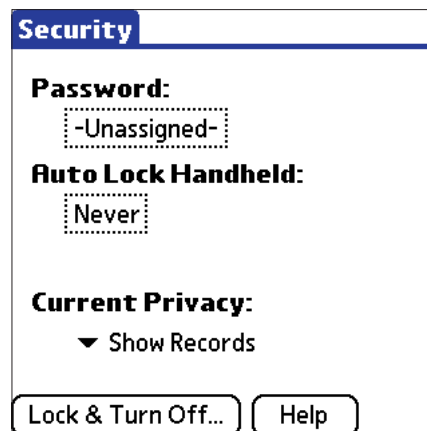 Security
Password:
-Unassigned-
Auto Lock Handheld:
Never
Current Privacy:
Show Records
Lock & Turn Off... Help